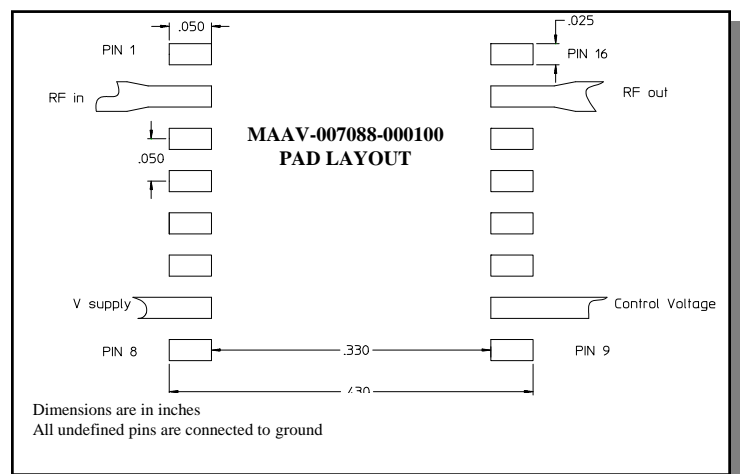 .050
.025
PIN 1
PIN 16
RF in
RF out
MAAV-007088-000100
PAD LAYOUT
.050
V supply
Control Voltage
PIN 8
.330
PIN 9
.430
Dimensions are in inches
All undefined pins are connected to ground